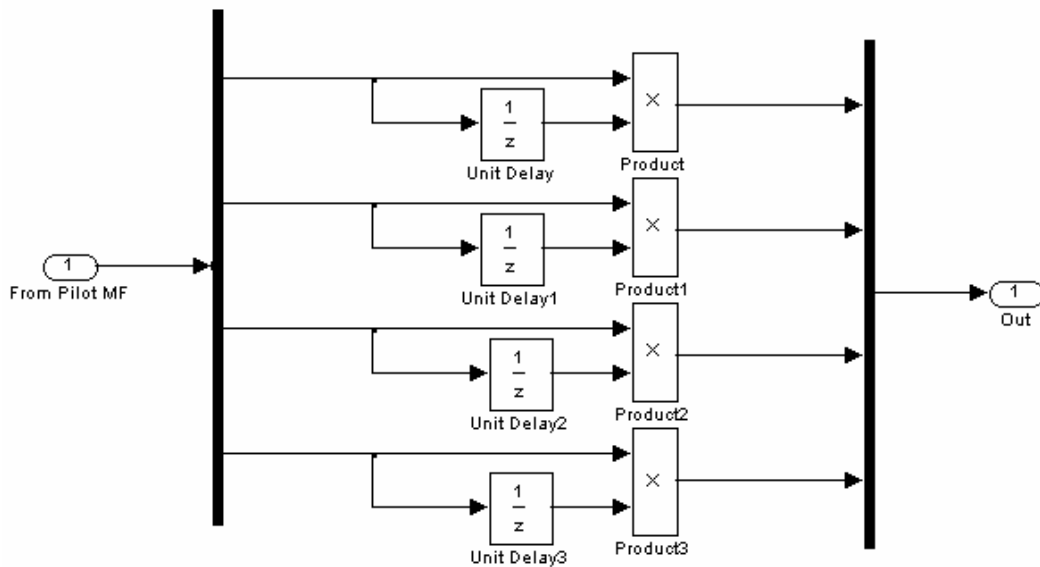 1
z
Unit Delay
×
Product
1
z
Unit Delay1
×
Product1
1
From Pilot MF
1
z
Unit Delay2
×
Product2
1
Out
1
z
Unit Delay3
×
Product3